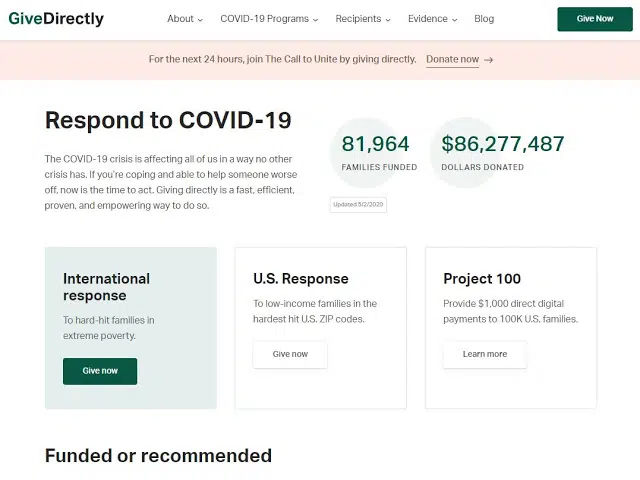 GiveDirectly
About COVID-19 Programs Recipients Evidence Blog Give Now
For the next 24 hours, join The Call to Unite by giving directly. Donate now →
Respond to COVID-19
The COVID-19 crisis is affecting all of us in a way no other
crisis has. If you're coping and able to help someone worse
off, now is the time to act. Giving directly is a fast, efficient,
proven, and empowering way to do so.
81,964
FAMILIES FUNDED
$86,277,487
DOLLARS DONATED
Updated 5/2/2020
International
response
To hard-hit families in
extreme poverty.
Give now
U.S. Response
To low-income families in the
hardest hit U.S. ZIP codes.
Give now
Project 100
Provide $1,000 direct digital
payments to 100K U.S. families.
Learn more
Funded or recommended